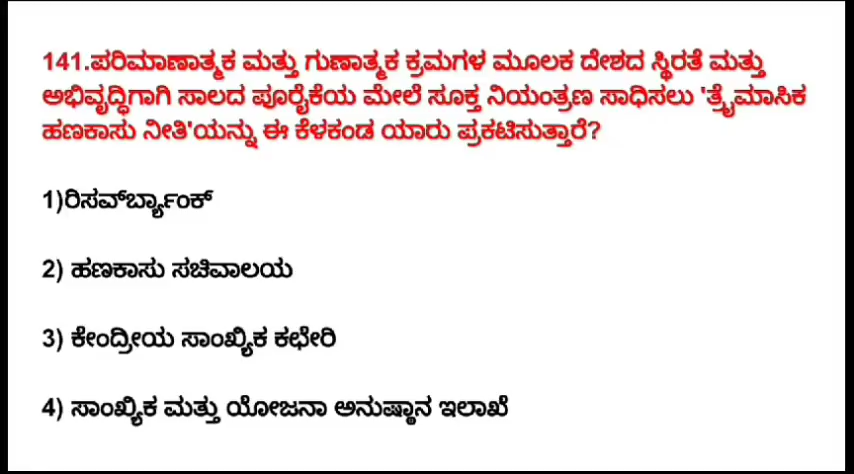 141.ಪರಿಮಾಣಾತ್ಮಕ ಮತ್ತು ಗುಣಾತ್ಮಕ ಕ್ರಮಗಳ ಮೂಲಕ ದೇಶದ ಸ್ಥಿರತೆ ಮತ್ತು
ಅಭಿವೃದ್ಧಿಗಾಗಿ ಸಾಲದ ಪೂರೈಕೆಯ ಮೇಲೆ ಸೂಕ್ತ ನಿಯಂತ್ರಣ ಸಾಧಿಸಲು 'ತ್ರೈಮಾಸಿಕ
ಹಣಕಾಸು ನೀತಿ'ಯನ್ನು ಈ ಕೆಳಕಂಡ ಯಾರು ಪ್ರಕಟಿಸುತ್ತಾರೆ?
1)ರಿಸರ್ವ್‌ಬ್ಯಾಂಕ್
2) ಹಣಕಾಸು ಸಚಿವಾಲಯ
3) ಕೇಂದ್ರೀಯ ಸಾಂಖ್ಯಿಕ ಕಛೇರಿ
4) ಸಾಂಖ್ಯಿಕ ಮತ್ತು ಯೋಜನಾ ಅನುಷ್ಠಾನ ಇಲಾಖೆ